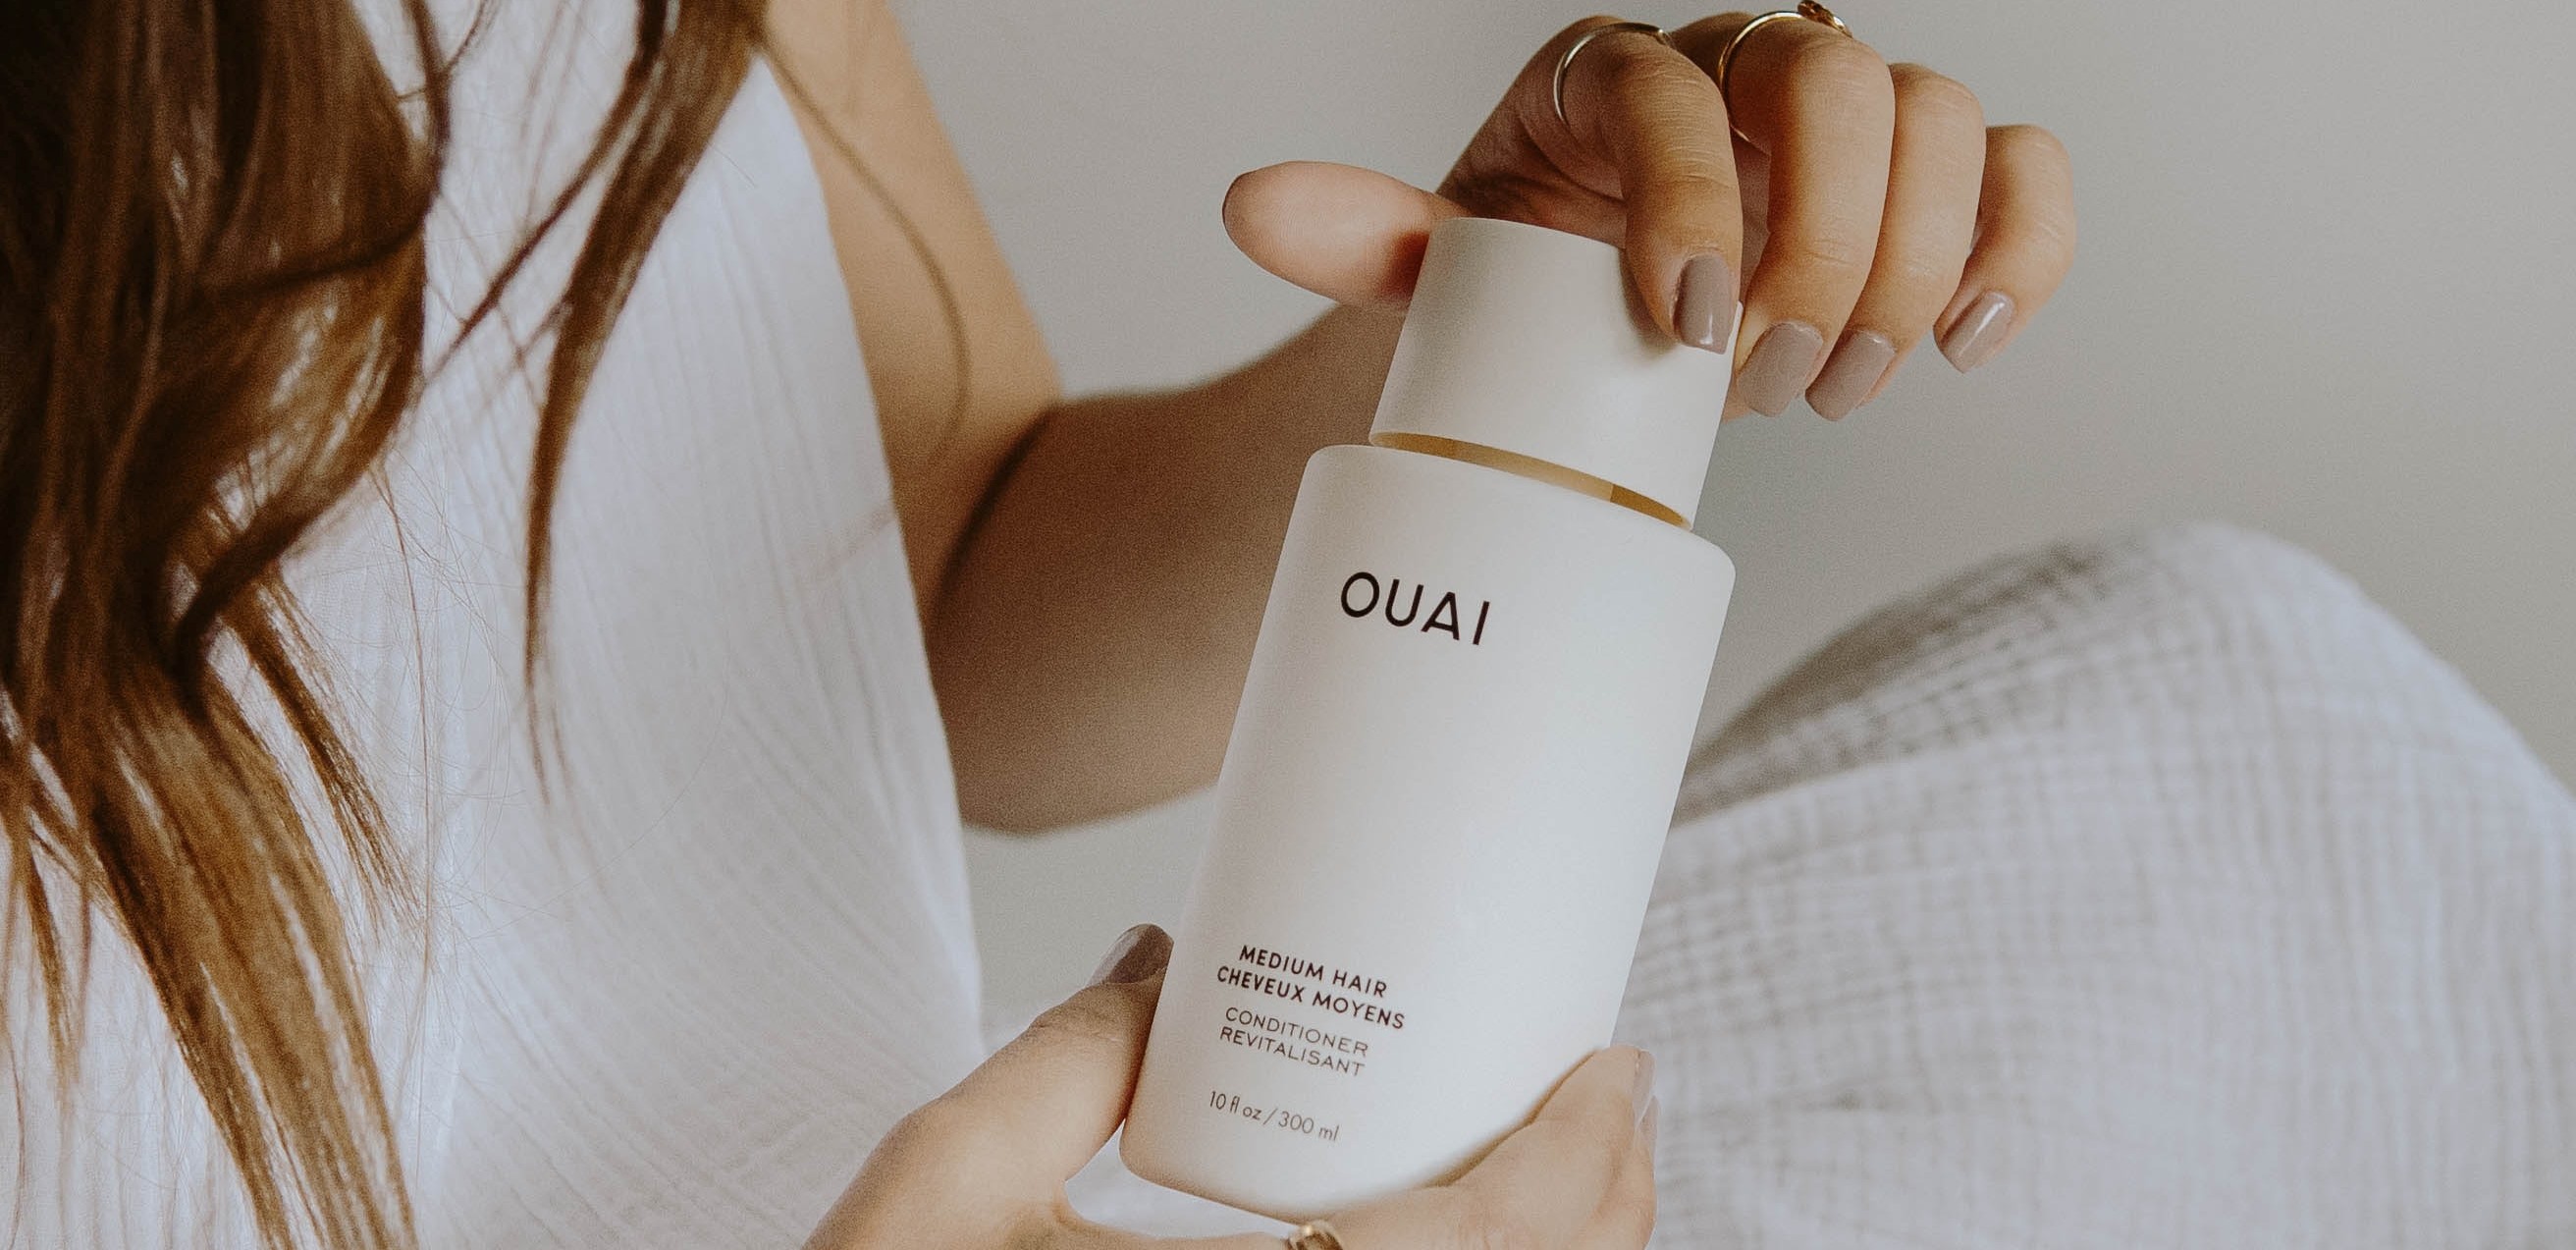 OUAI
MEDIUM HAIR
CHEVEUX MOYENS
CONDITIONER
REVITALISANT
10 fl oz / 300 ml